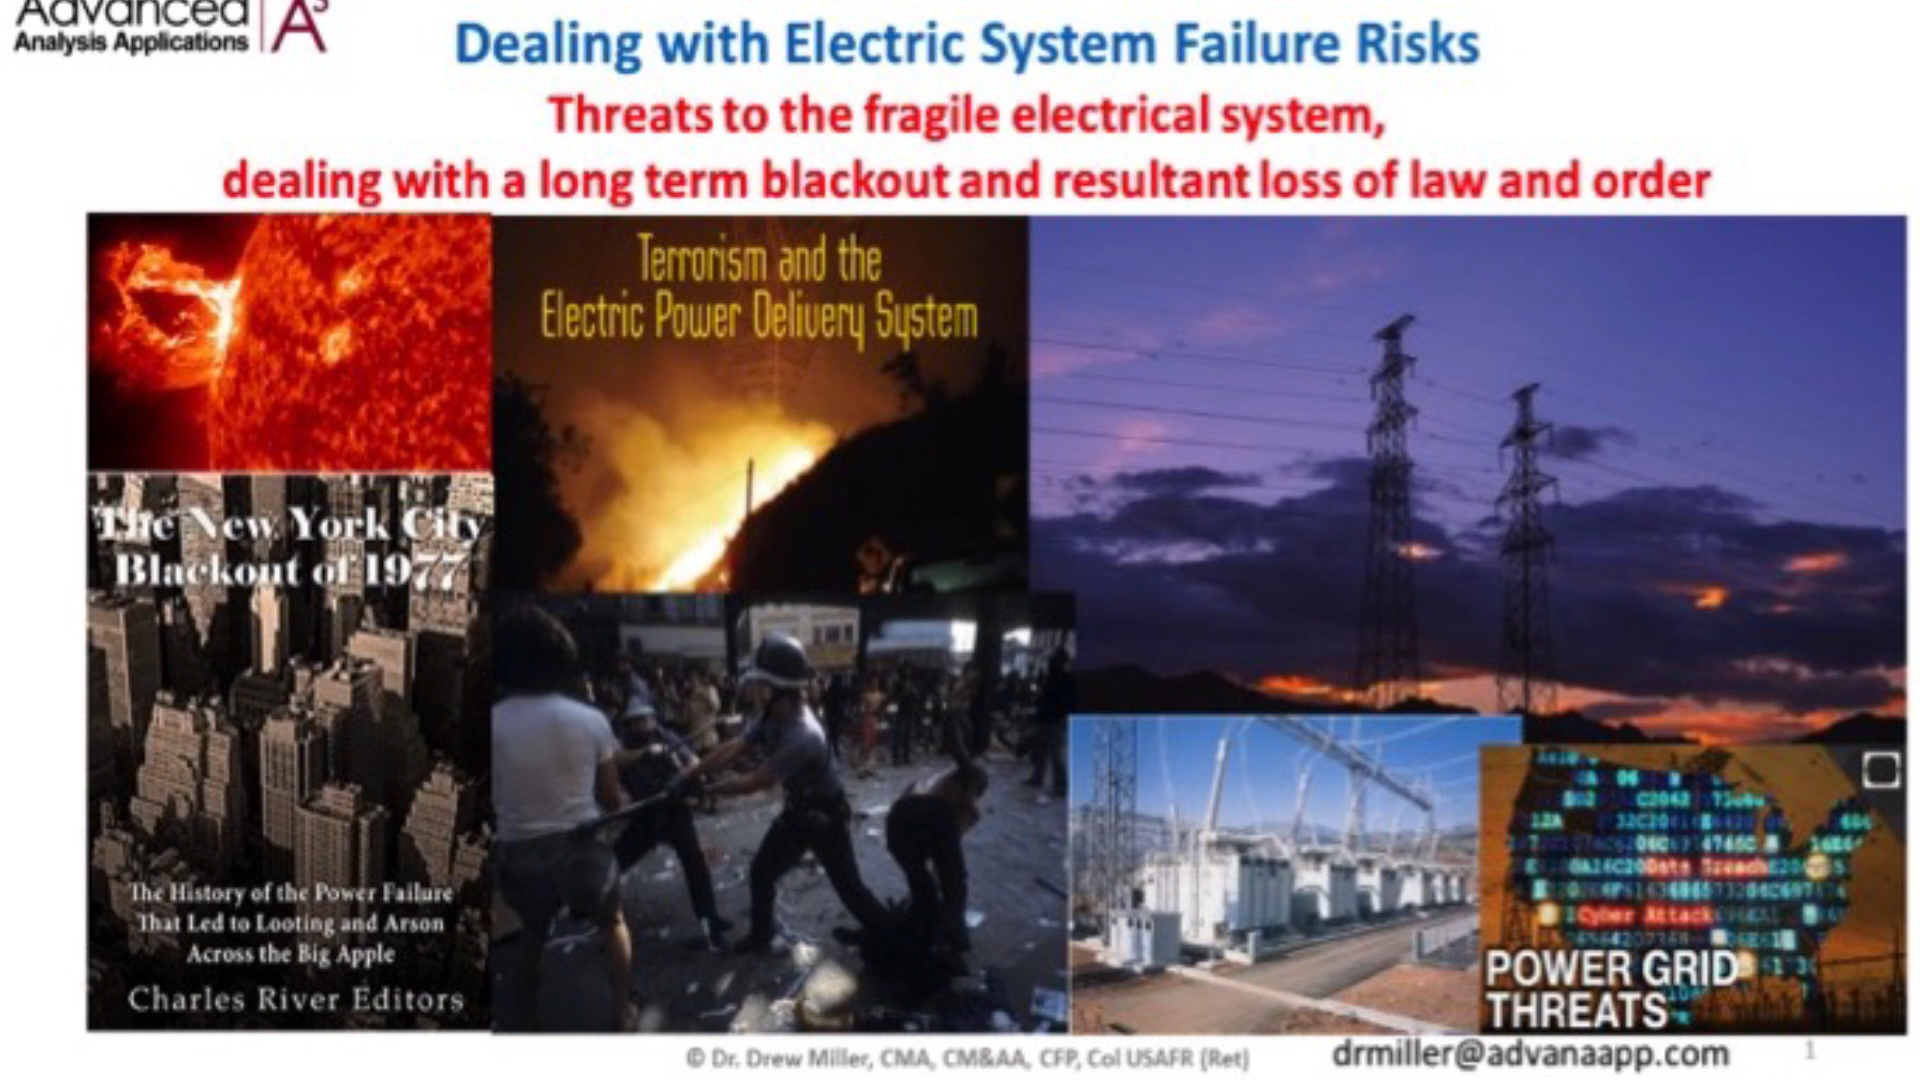 Advanced
Analysis Applications
A3
Dealing with Electric System Failure Risks
Threats to the fragile electrical system,
dealing with a long term blackout and resultant loss of law and order
Terrorism and the
Electric Power Delivery System
The New York City
Blackout of 1977
The History of the Power Failure
That Led to Looting and Arson
Across the Big Apple
Charles River Editors
Cyber Attack
POWER GRID
THREATS
© Dr. Drew Miller, CMA, CM&AA, CFP, Col USAFR (Ret)
drmiller@advanaapp.com
1